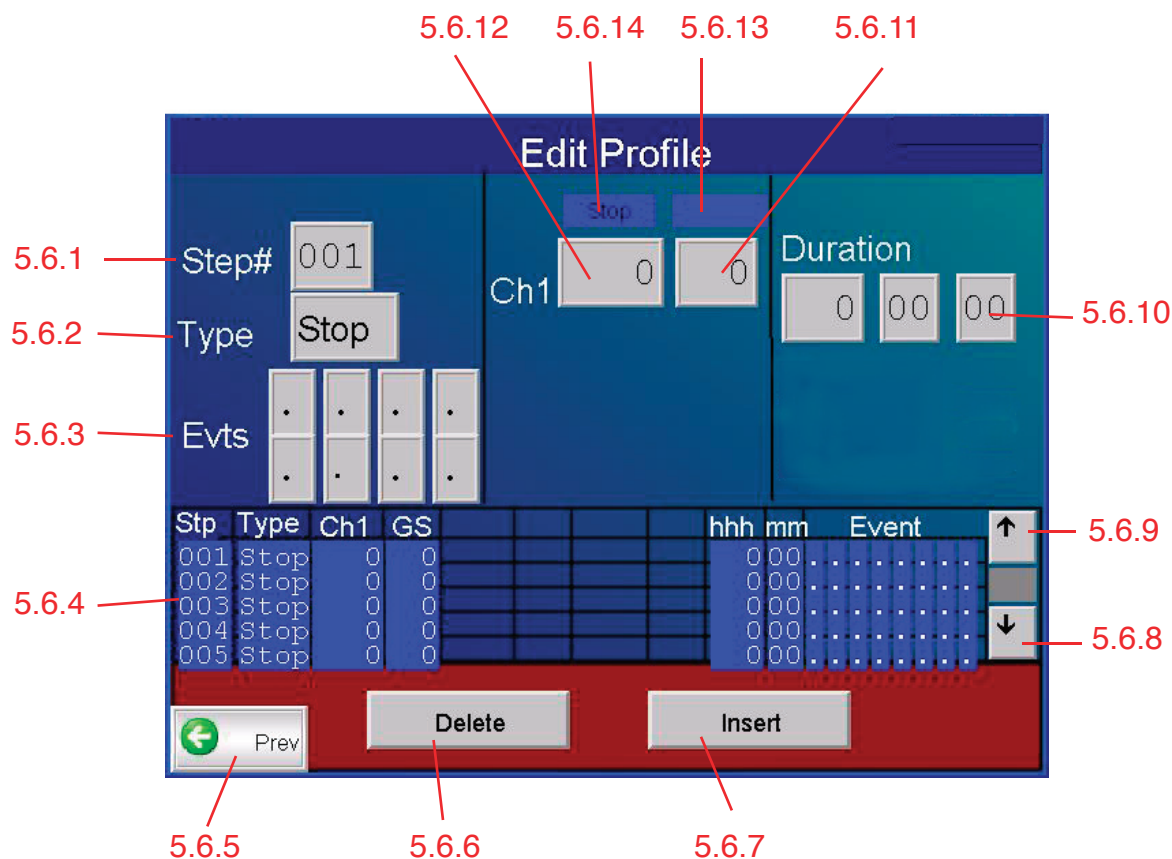 5.6.12 5.6.14 5.6.13 5.6.11
Edit Profile
Stop
5.6.1 Step# 001
Ch1 0 0
Duration
0 00 00 5.6.10
5.6.2 Type Stop
5.6.3 Evts . . . .
. . . .
Stp Type Ch1 GS hhh mm Event ↑ 5.6.9
001 Stop 0 0 0 00 . . . . . . . .
002 Stop 0 0 0 00 . . . . . . . .
5.6.4 003 Stop 0 0 0 00 . . . . . . . .
004 Stop 0 0 0 00 . . . . . . . . ↓ 5.6.8
005 Stop 0 0 0 00 . . . . . . . .
Prev Delete Insert
5.6.5 5.6.6 5.6.7